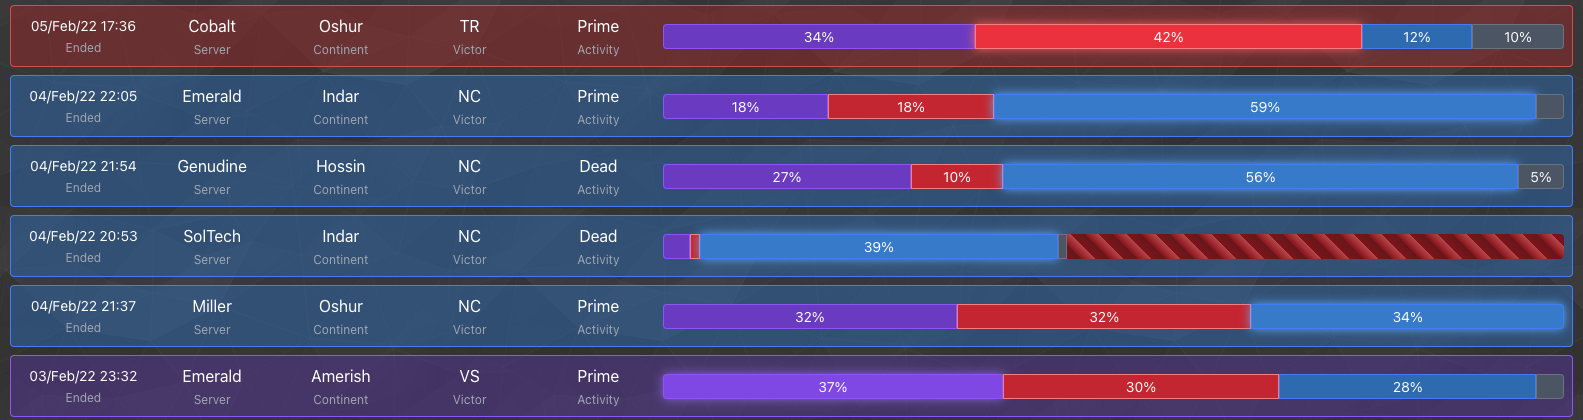 05/Feb/22 17:36 Cobalt Oshur TR Prime 34% 42% 12% 10%
Ended Server Continent Victor Activity
04/Feb/22 22:05 Emerald Indar NC Prime 18% 18% 59%
Ended Server Continent Victor Activity
04/Feb/22 21:54 Genudine Hossin NC Dead 27% 10% 56% 5%
Ended Server Continent Victor Activity
04/Feb/22 20:53 SolTech Indar NC Dead 39%
Ended Server Continent Victor Activity
04/Feb/22 21:37 Miller Oshur NC Prime 32% 32% 34%
Ended Server Continent Victor Activity
03/Feb/22 23:32 Emerald Amerish VS Prime 37% 30% 28%
Ended Server Continent Victor Activity